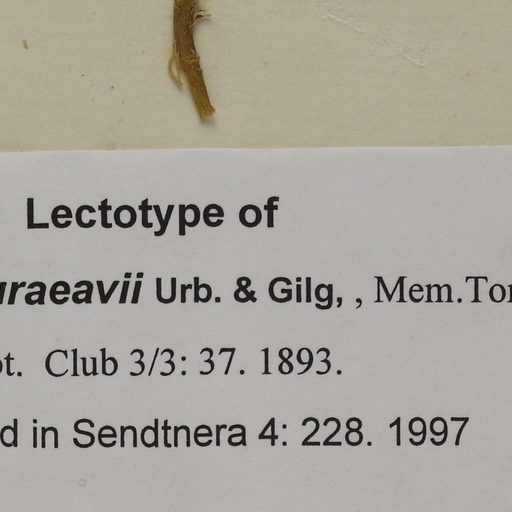 Lectotype of
uraeavii Urb. & Gilg, , Mem.Tor
ot. Club 3/3: 37. 1893.
d in Sendtnera 4: 228. 1997